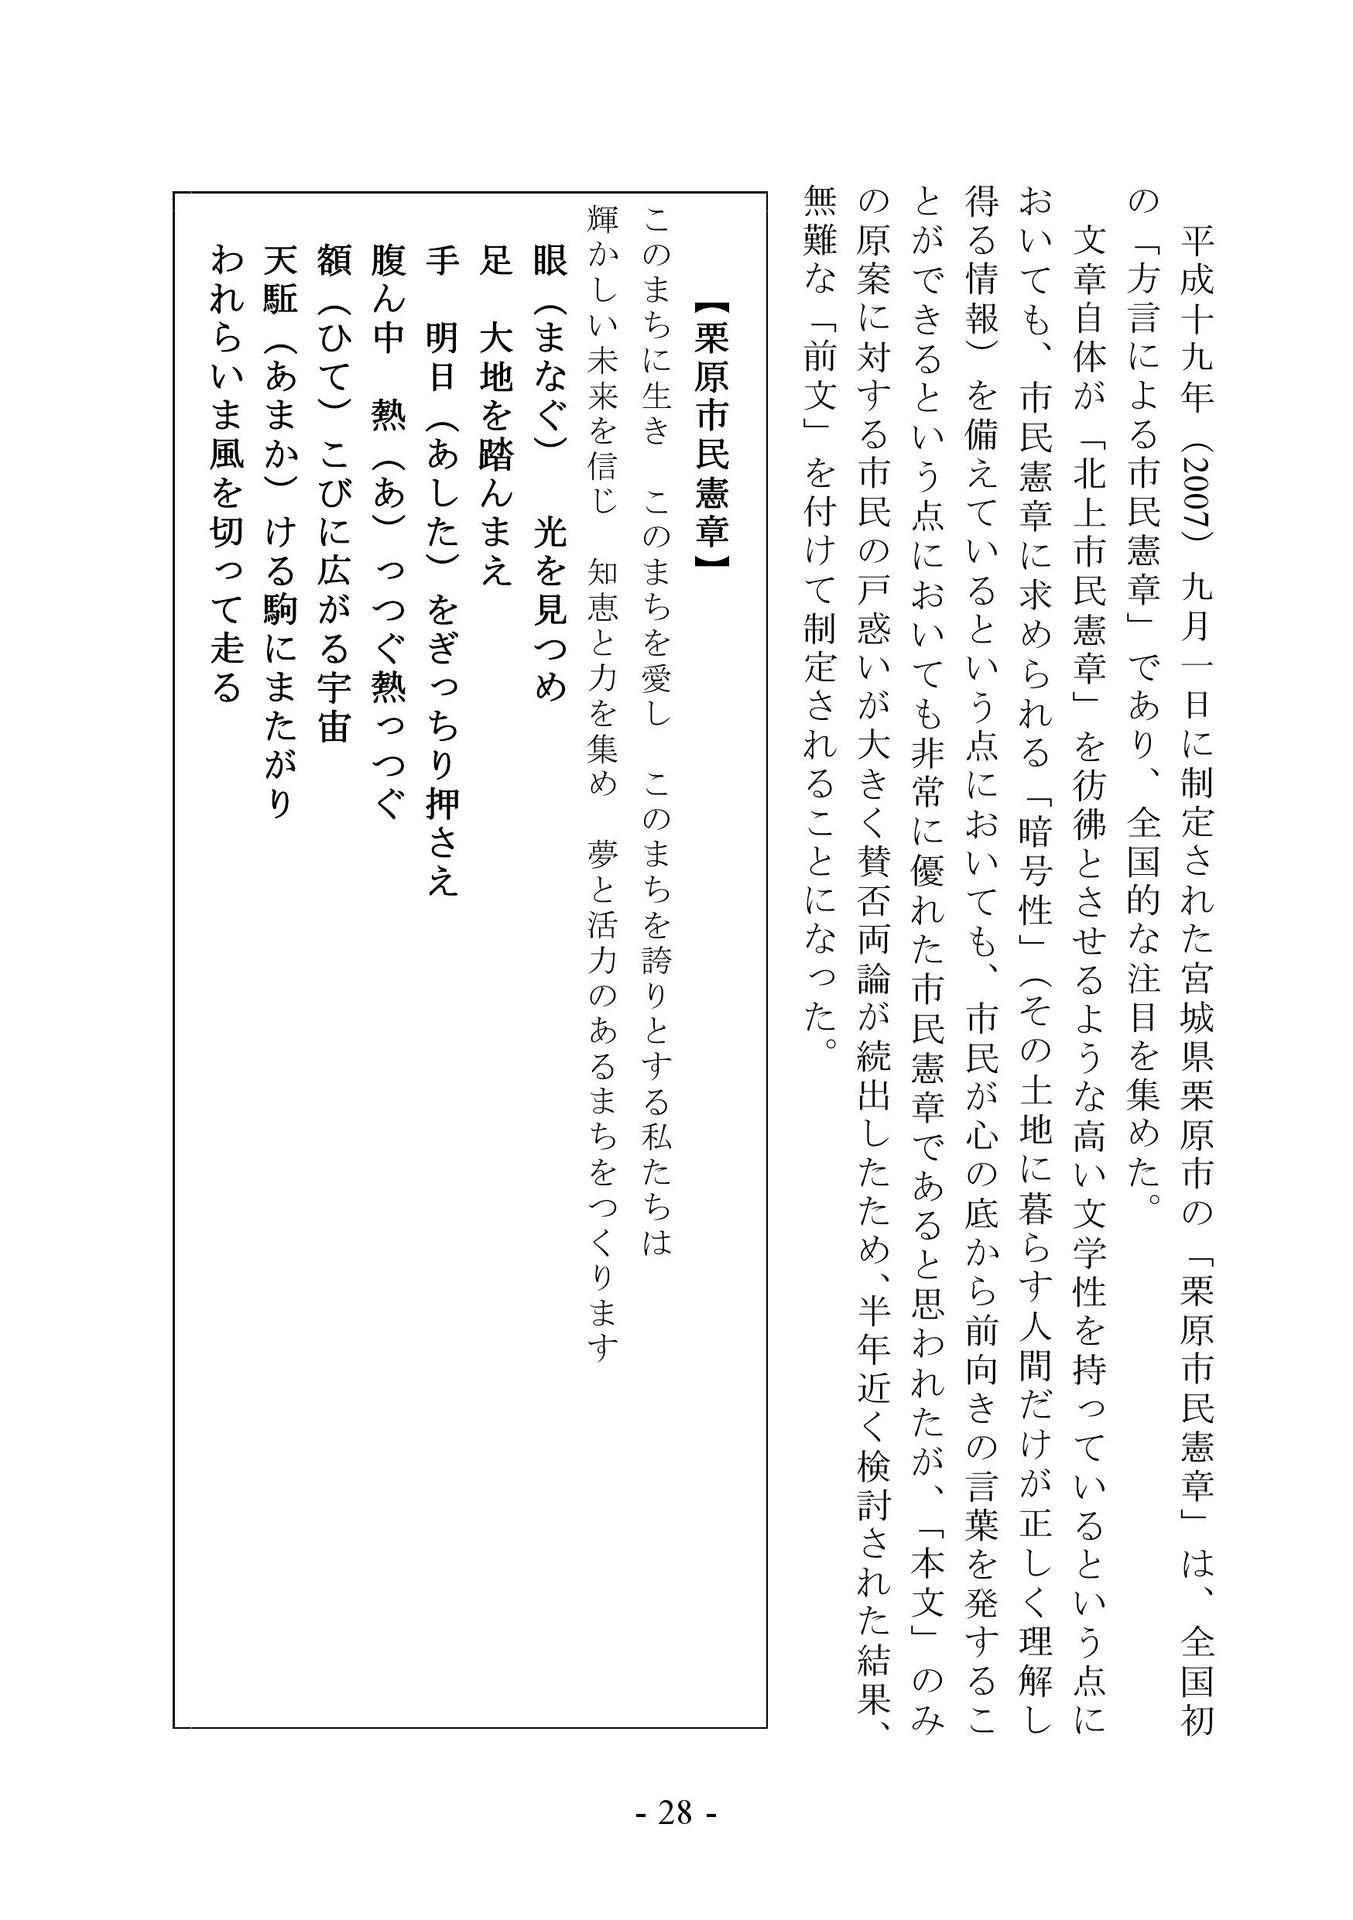 平成十九年（2007）九月一日に制定された宮城県栗原市の「栗原市民憲章」は、全国初
の「方言による市民憲章」であり、全国的な注目を集めた。
文章自体が「北上市民憲章」を彷彿とさせるような高い文学性を持っているという点に
おいても、市民憲章に求められる「暗号性」（その土地に暮らす人間だけが正しく理解し
得る情報）を備えているという点においても、市民が心の底から前向きの言葉を発するこ
とができるという点においても非常に優れた市民憲章であると思われたが、「本文」のみ
の原案に対する市民の戸惑いが大きく賛否両論が続出したため、半年近く検討された結果、
無難な「前文」を付けて制定されることになった。
【栗原市民憲章】
このまちに生き　このまちを愛し　このまちを誇りとする私たちは
輝かしい未来を信じ　知恵と力を集め　夢と活力のあるまちをつくります
眼（まなぐ）　光を見つめ
足　大地を踏んまえ
手　明日（あした）をぎっちり押さえ
腹ん中　熱（あ）っつぐ熱っつぐ
額（ひて）こびに広がる宇宙
天駈（あまか）ける駒にまたがり
われらいま風を切って走る
- 28 -